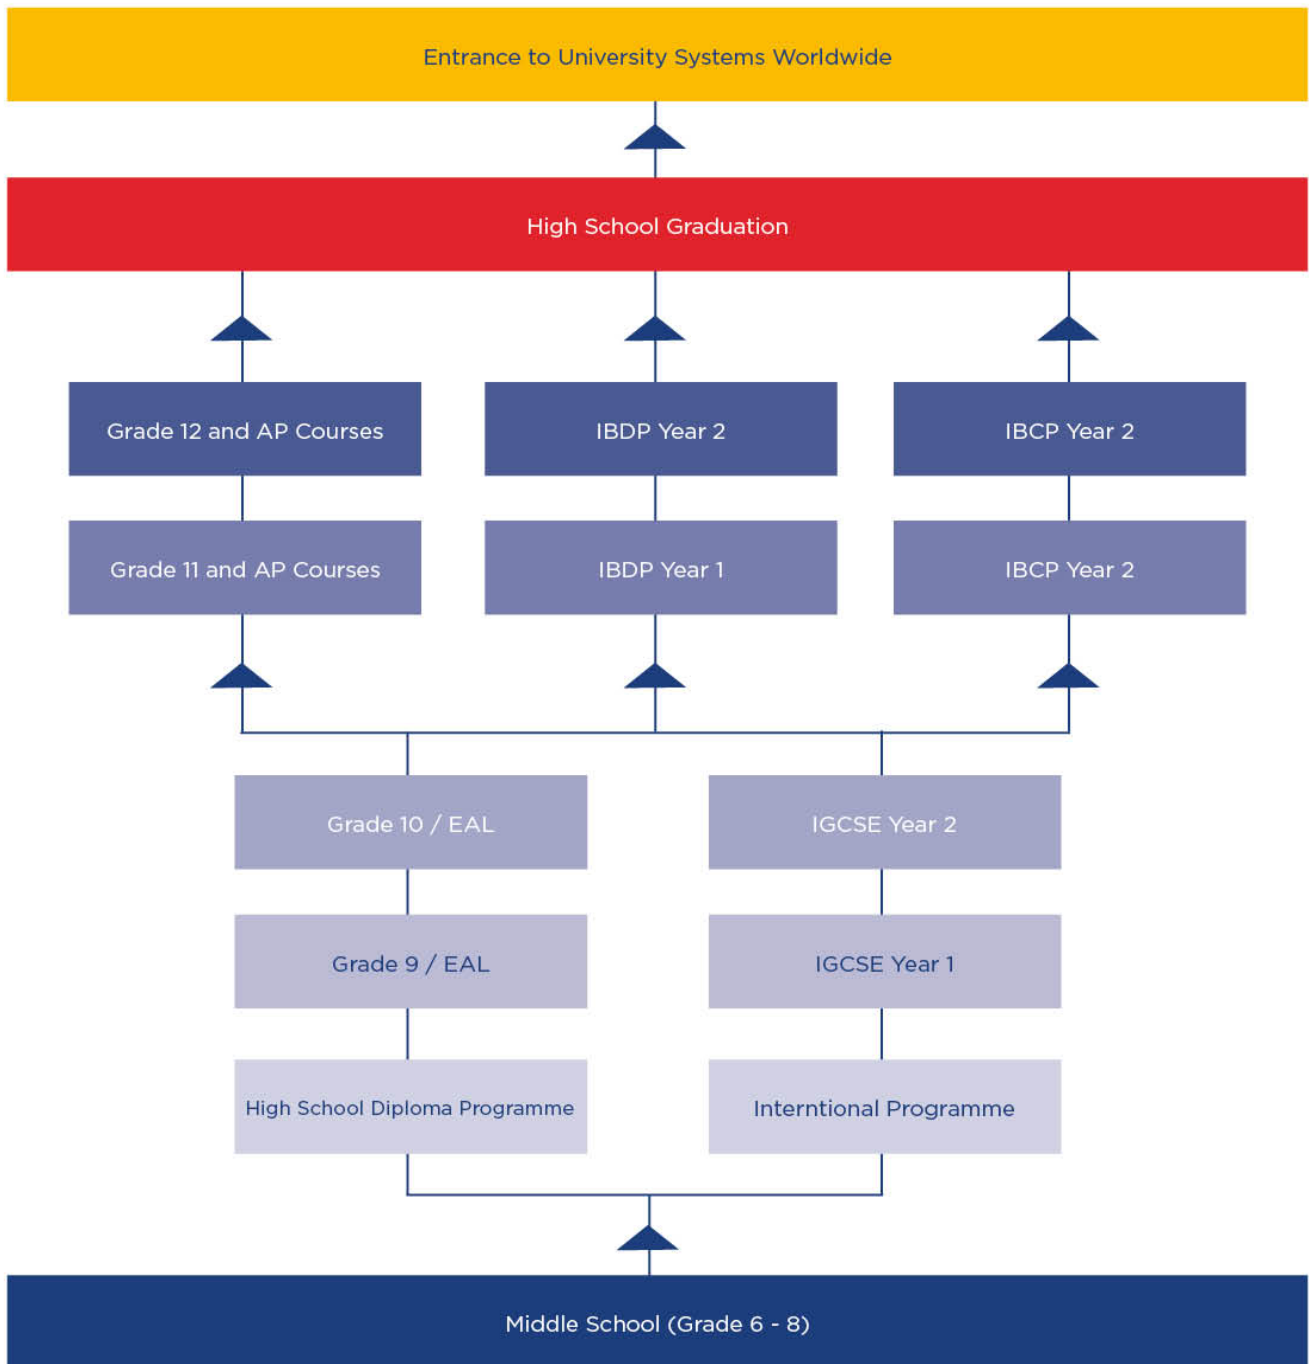 Entrance to University Systems Worldwide
High School Graduation
Grade 12 and AP Courses
IBDP Year 2
IBCP Year 2
Grade 11 and AP Courses
IBDP Year 1
IBCP Year 2
Grade 10 / EAL
IGCSE Year 2
Grade 9 / EAL
IGCSE Year 1
High School Diploma Programme
Interntional Programme
Middle School (Grade 6 - 8)